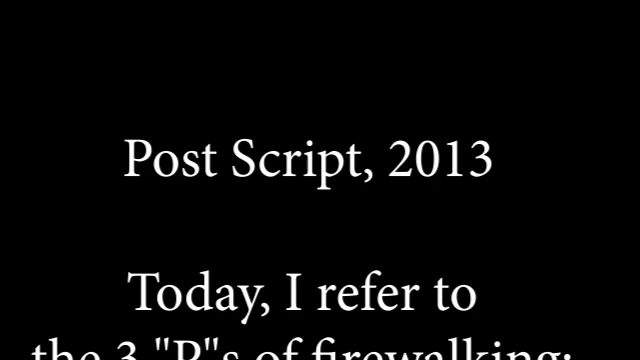 Post Script, 2013
Today, I refer to
the 3 "P"s of firewalking: